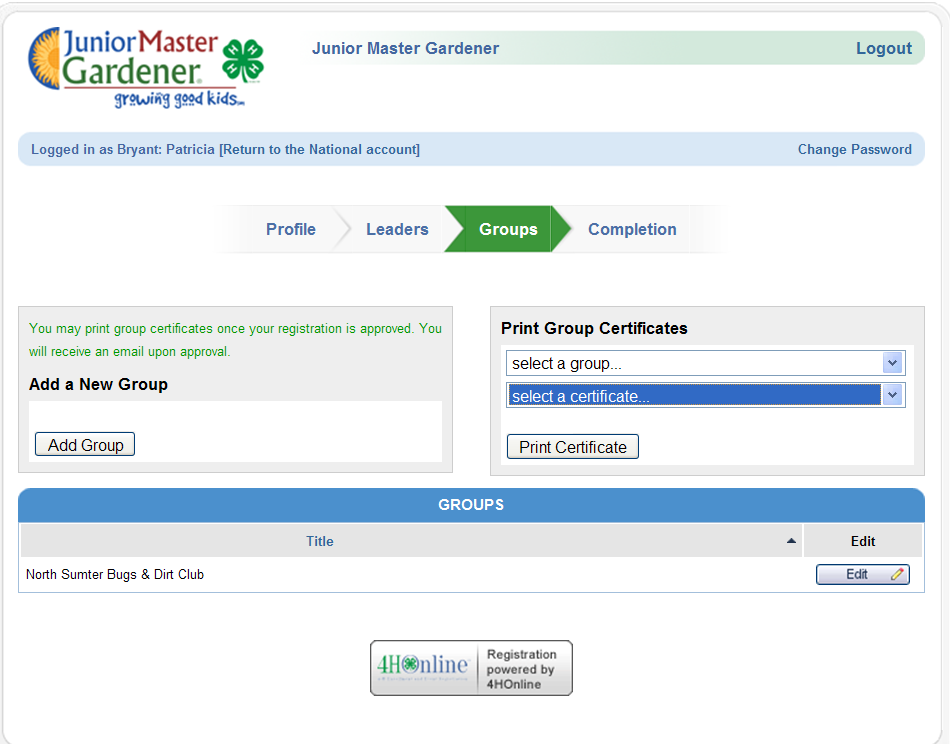 Junior Master
Gardener®
growing good kids℠
Junior Master Gardener
Logout
Logged in as Bryant: Patricia [Return to the National account]
Change Password
Profile
Leaders
Groups
Completion
You may print group certificates once your registration is approved. You
will receive an email upon approval.
Add a New Group
Add Group
Print Group Certificates
select a group...
select a certificate...
Print Certificate
GROUPS
Title
Edit
North Sumter Bugs & Dirt Club
Edit
4HOnline
Registration
powered by
4HOnline